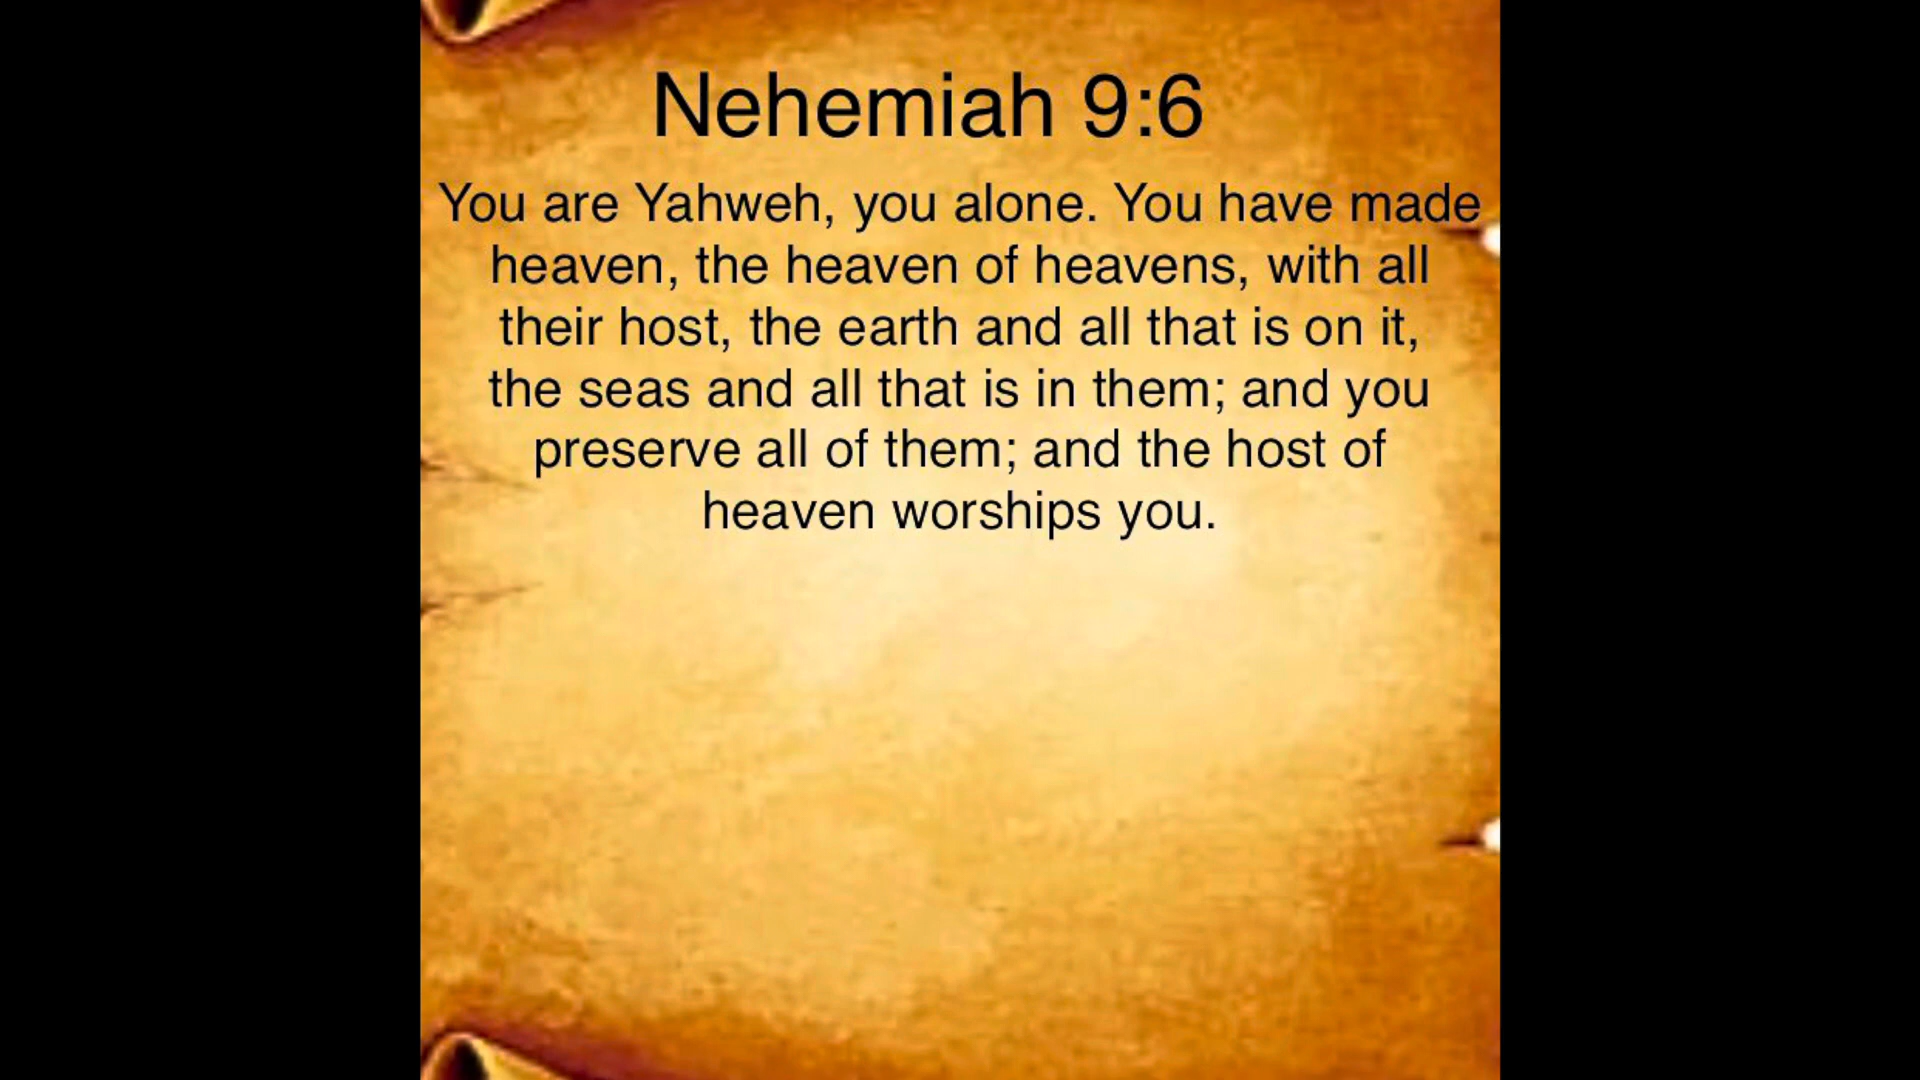 Nehemiah 9:6
You are Yahweh, you alone. You have made
heaven, the heaven of heavens, with all
their host, the earth and all that is on it,
the seas and all that is in them; and you
preserve all of them; and the host of
heaven worships you.